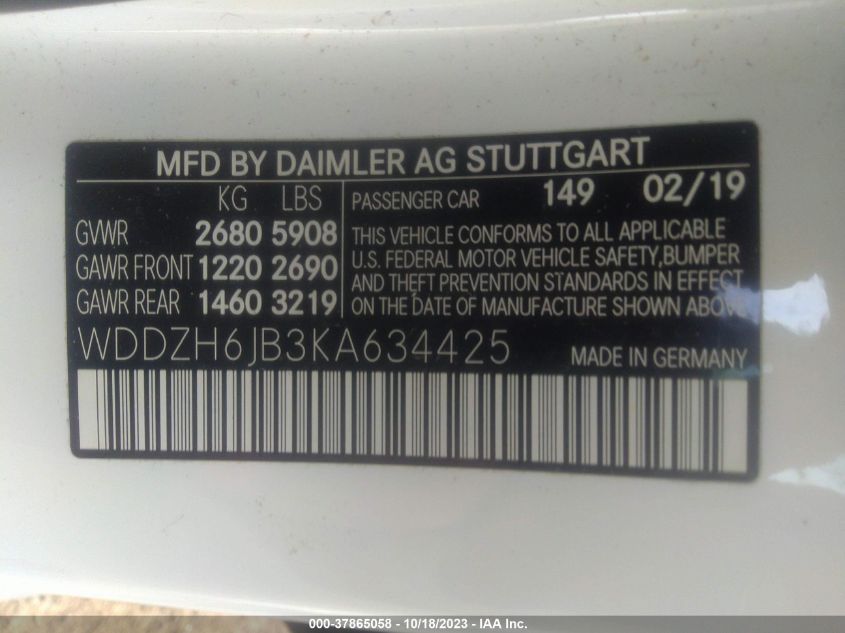 MFD BY DAIMLER AG STUTTGART
KG LBS
GVWR 2680 5908
GAWR FRONT 1220 2690
GAWR REAR 1460 3219
PASSENGER CAR 149 02/19
THIS VEHICLE CONFORMS TO ALL APPLICABLE
U.S. FEDERAL MOTOR VEHICLE SAFETY,BUMPER
AND THEFT PREVENTION STANDARDS IN EFFECT
ON THE DATE OF MANUFACTURE SHOWN ABOVE
WDDZH6JB3KA634425 MADE IN GERMANY
000-37865058 - 10/18/2023 - IAA Inc.